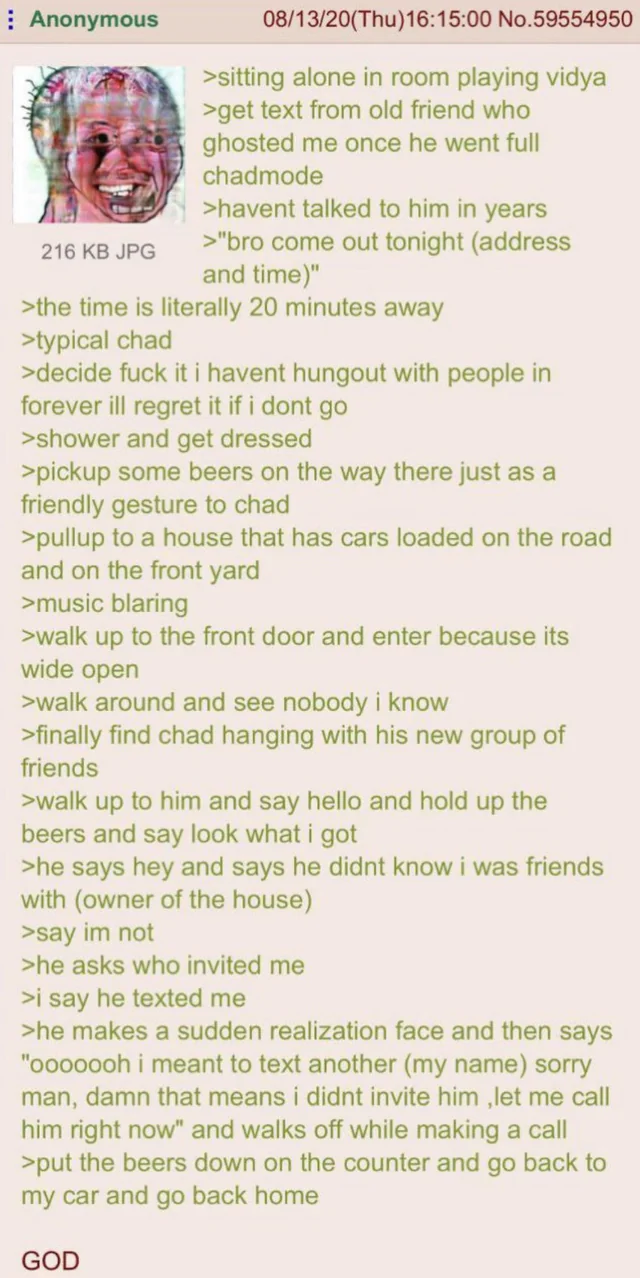 Anonymous 08/13/20(Thu)16:15:00 No.59554950
>sitting alone in room playing vidya
>get text from old friend who
ghosted me once he went full
chadmode
>havent talked to him in years
>"bro come out tonight (address
and time)"
216 KB JPG
>the time is literally 20 minutes away
>typical chad
>decide fuck it i havent hungout with people in
forever ill regret it if i dont go
>shower and get dressed
>pickup some beers on the way there just as a
friendly gesture to chad
>pullup to a house that has cars loaded on the road
and on the front yard
>music blaring
>walk up to the front door and enter because its
wide open
>walk around and see nobody i know
>finally find chad hanging with his new group of
friends
>walk up to him and say hello and hold up the
beers and say look what i got
>he says hey and says he didnt know i was friends
with (owner of the house)
>say im not
>he asks who invited me
>i say he texted me
>he makes a sudden realization face and then says
"ooooooh i meant to text another (my name) sorry
man, damn that means i didnt invite him ,let me call
him right now" and walks off while making a call
>put the beers down on the counter and go back to
my car and go back home
GOD